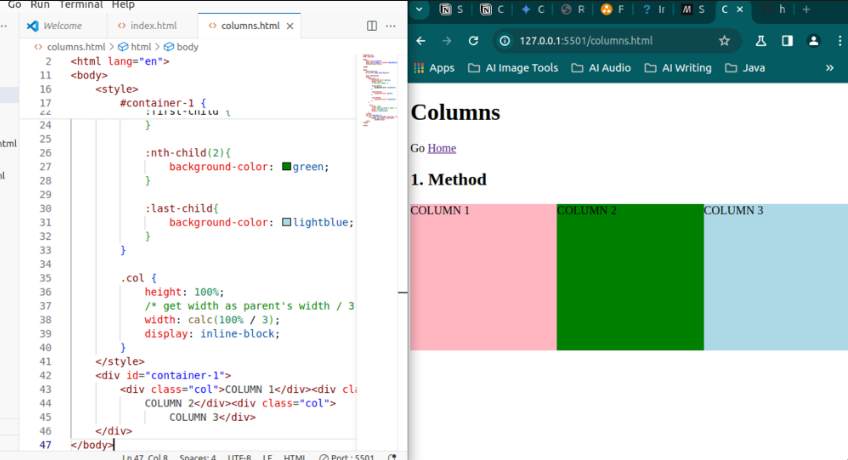 Go Run Terminal Help
Welcome
index.html
columns.html
columns.html > html > body
2 <html lang="en">
11 <body>
16 <style>
17 #container-1 {
22 :first-child {
24 }
25
26 :nth-child(2){
27 background-color: green;
28 }
29
30 :last-child{
31 background-color: lightblue;
32 }
33 }
34
35 .col {
36 height: 100%;
37 /* get width as parent's width / 3
38 width: calc(100% / 3);
39 display: inline-block;
40 }
41 </style>
42 <div id="container-1">
43 <div class="col">COLUMN 1</div><div cla
44 COLUMN 2</div><div class="col">
45 COLUMN 3</div>
46 </div>
47 </body>
Ln 47, Col 8 Spaces: 4 UTF-8 LF HTML Port : 5501
S C C R F Ir S C h
127.0.0.1:5501/columns.html
Apps AI Image Tools AI Audio AI Writing Java »
Columns
Go Home
1. Method
COLUMN 1 COLUMN 2 COLUMN 3